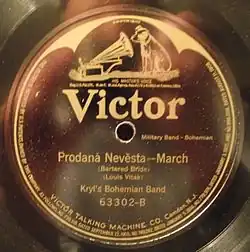 HIS MASTER'S VOICE
Victor
Military Band - Bohemian
Prodaná Nevěsta—March
(Bartered Bride)
(Louis Vitak)
Kryl's Bohemian Band
63302-B
VICTOR TALKING MACHINE CO. Camden, N.J.